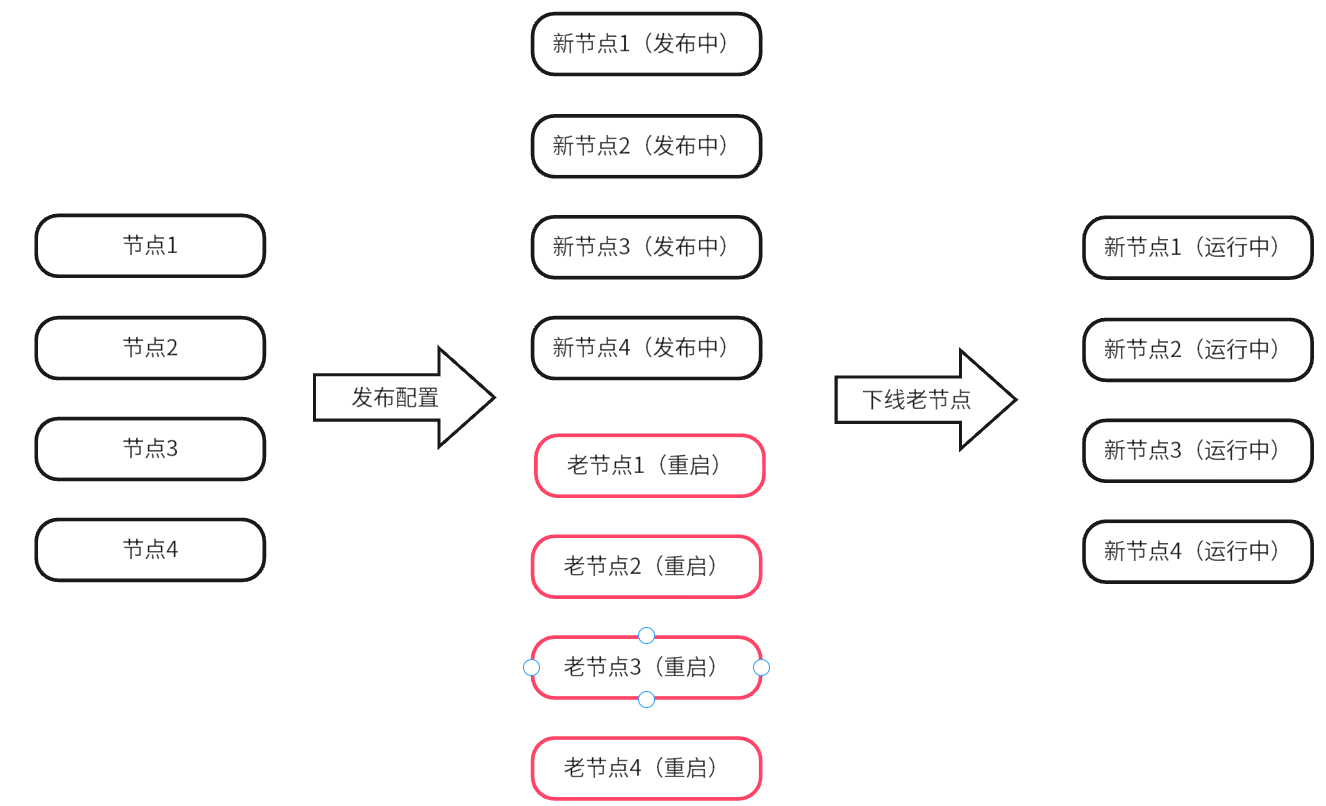 节点1
节点2
节点3
节点4
发布配置
新节点1（发布中）
新节点2（发布中）
新节点3（发布中）
新节点4（发布中）
老节点1（重启）
老节点2（重启）
老节点3（重启）
老节点4（重启）
下线老节点
新节点1（运行中）
新节点2（运行中）
新节点3（运行中）
新节点4（运行中）